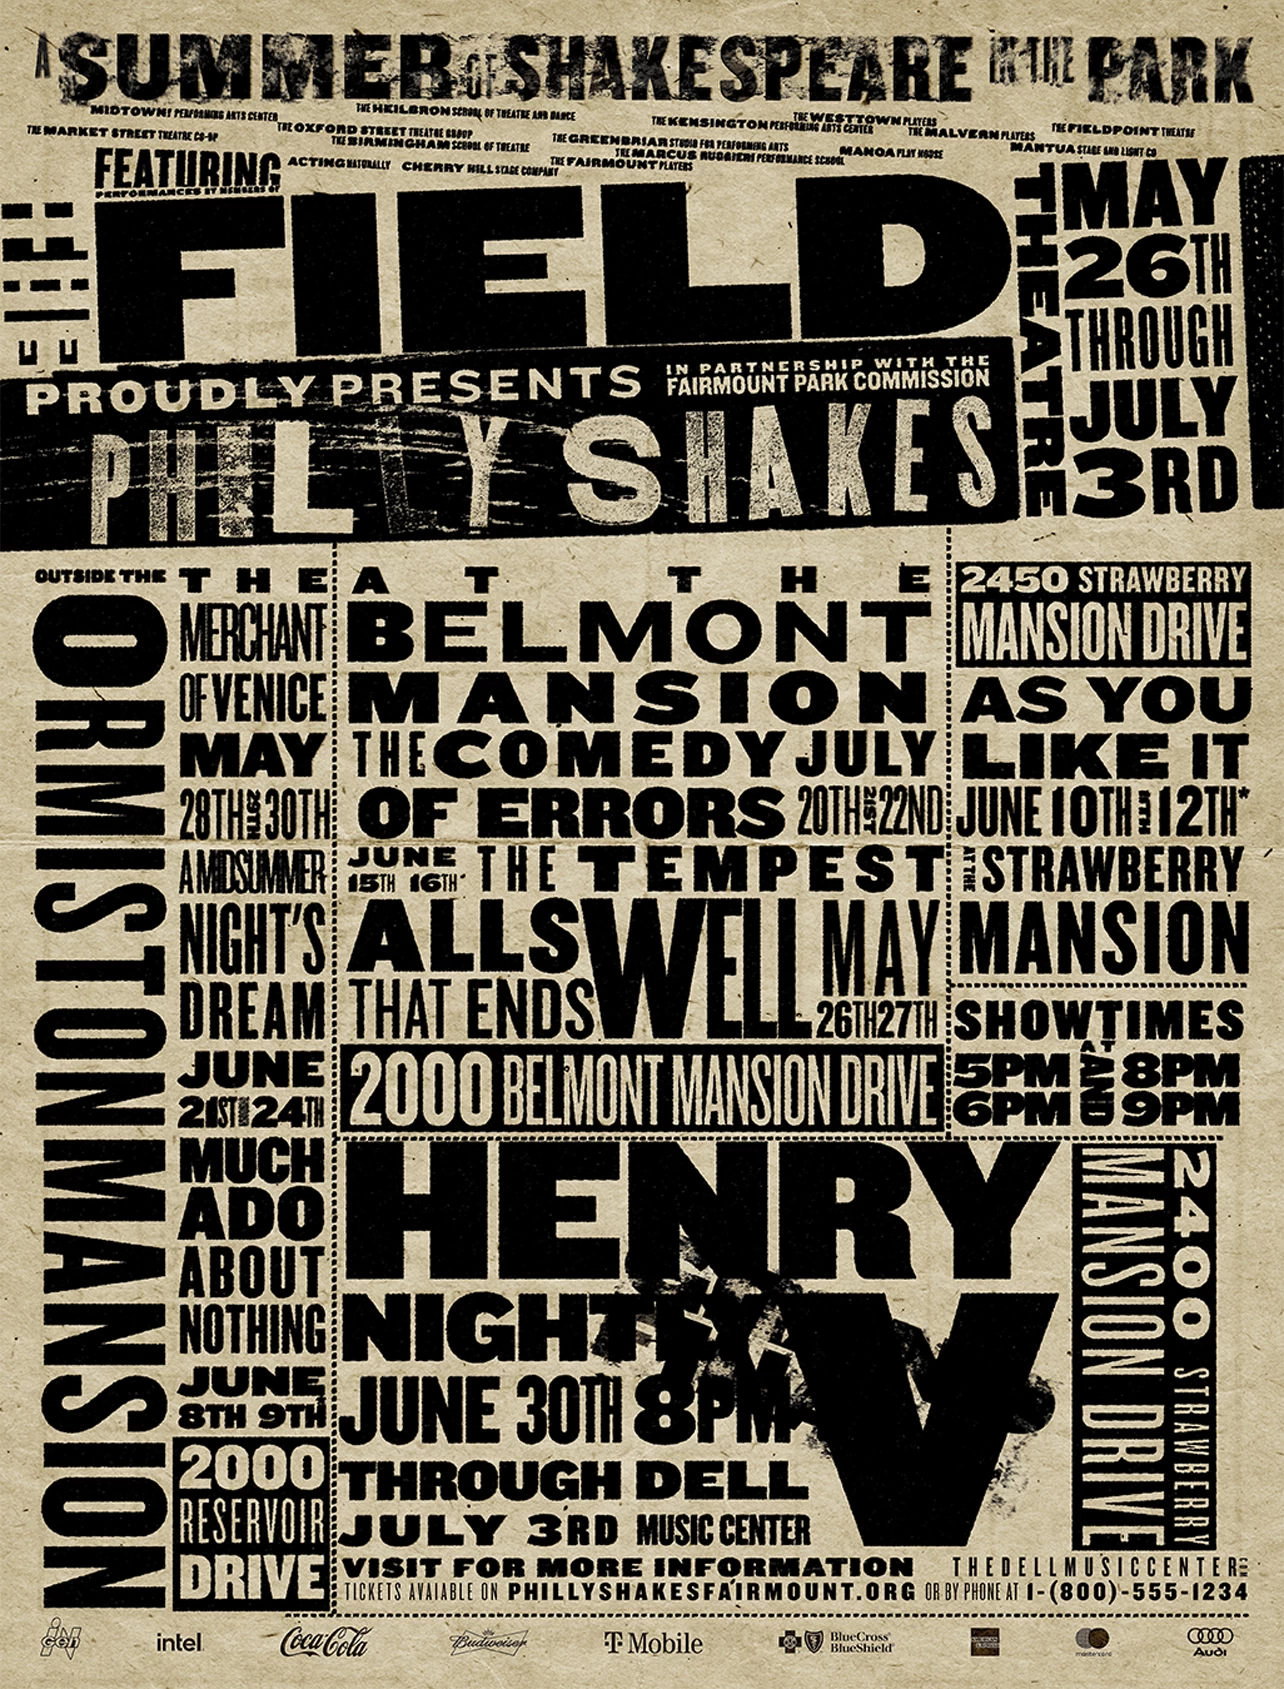 A SUMMER OF SHAKESPEARE IN THE PARK
MIDTOWN! PERFORMING ARTS CENTER
THE HEILBRON SCHOOL OF THEATRE AND DANCE
THE KENSINGTON PERFORMING ARTS CENTER
THE WESTTOWN PLAYERS
THE MARKET STREET THEATRE CO-OP
THE OXFORD STREET THEATRE GROUP
THE MALVERN PLAYERS
THE FIELDPOINT THEATRE
THE BIRMINGHAM SCHOOL OF THEATRE
THE GREENBRIAR STUDIO FOR PERFORMING ARTS
THE MARCUS RUGGIERI PERFORMANCE SCHOOL
MANOA PLAY HOUSE
MANTUA STAGE AND LIGHT CO
ACTING NATURALLY
CHERRY HILL STAGE COMPANY
THE FAIRMOUNT PLAYERS
FEATURING
PERFORMANCES BY MEMBERS OF
FIELD
THEATRE
MAY
26TH
THROUGH
JULY
3RD
PROUDLY PRESENTS
IN PARTNERSHIP WITH THE
FAIRMOUNT PARK COMMISSION
PHILLY SHAKES
OUTSIDE THE
ORMISTON MANSION
THE
MERCHANT
OF VENICE
MAY
28TH 29TH 30TH
A MIDSUMMER
NIGHT'S
DREAM
JUNE
21ST 24TH
MUCH
ADO
ABOUT
NOTHING
JUNE
8TH 9TH
2000
RESERVOIR
DRIVE
AT THE
BELMONT
MANSION
THE COMEDY JULY
OF ERRORS 20TH 21ST 22ND
JUNE
15TH 16TH* THE TEMPEST
ALLS WELL MAY
THAT ENDS 26TH 27TH
2000 BELMONT MANSION DRIVE
2450 STRAWBERRY
MANSION DRIVE
AS YOU
LIKE IT
JUNE 10TH 11TH 12TH*
AT THE STRAWBERRY
MANSION
SHOWTIMES
AT
5PM AND 8PM
6PM 9PM
HENRY
V
NIGHTLY
JUNE 30TH 8PM
THROUGH DELL
JULY 3RD MUSIC CENTER
2400 STRAWBERRY
MANSION DRIVE
VISIT FOR MORE INFORMATION THEDELLMUSICCENTER
TICKETS AVAIABLE ON PHILLYSHAKESFAIRMOUNT.ORG OR BY PHONE AT 1-(800)-555-1234
intel
Coca-Cola
Budweiser
T Mobile
BlueCross
BlueShield
mastercard
Audi